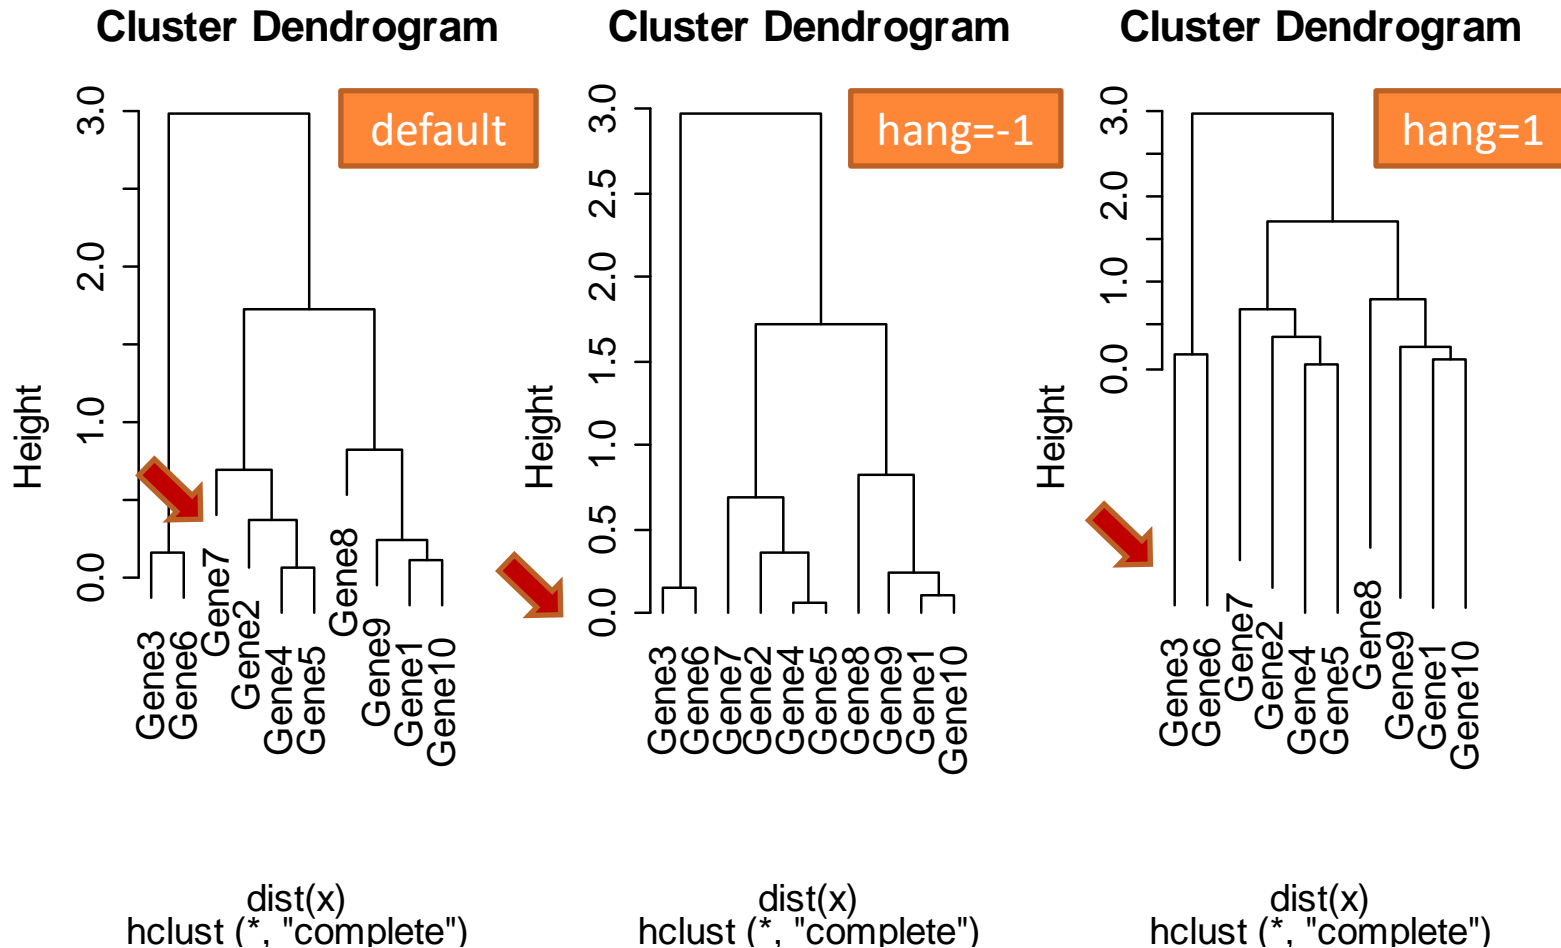 Cluster Dendrogram
default
Height
3.0
2.0
1.0
0.0
Gene3
Gene6
Gene7
Gene2
Gene4
Gene5
Gene8
Gene9
Gene1
Gene10
dist(x)
hclust (*, "complete")
Cluster Dendrogram
hang=-1
Height
3.0
2.5
2.0
1.5
1.0
0.5
0.0
Gene3
Gene6
Gene7
Gene2
Gene4
Gene5
Gene8
Gene9
Gene1
Gene10
dist(x)
hclust (*, "complete")
Cluster Dendrogram
hang=1
Height
3.0
2.0
1.0
0.0
Gene3
Gene6
Gene7
Gene2
Gene4
Gene5
Gene8
Gene9
Gene1
Gene10
dist(x)
hclust (*, "complete")